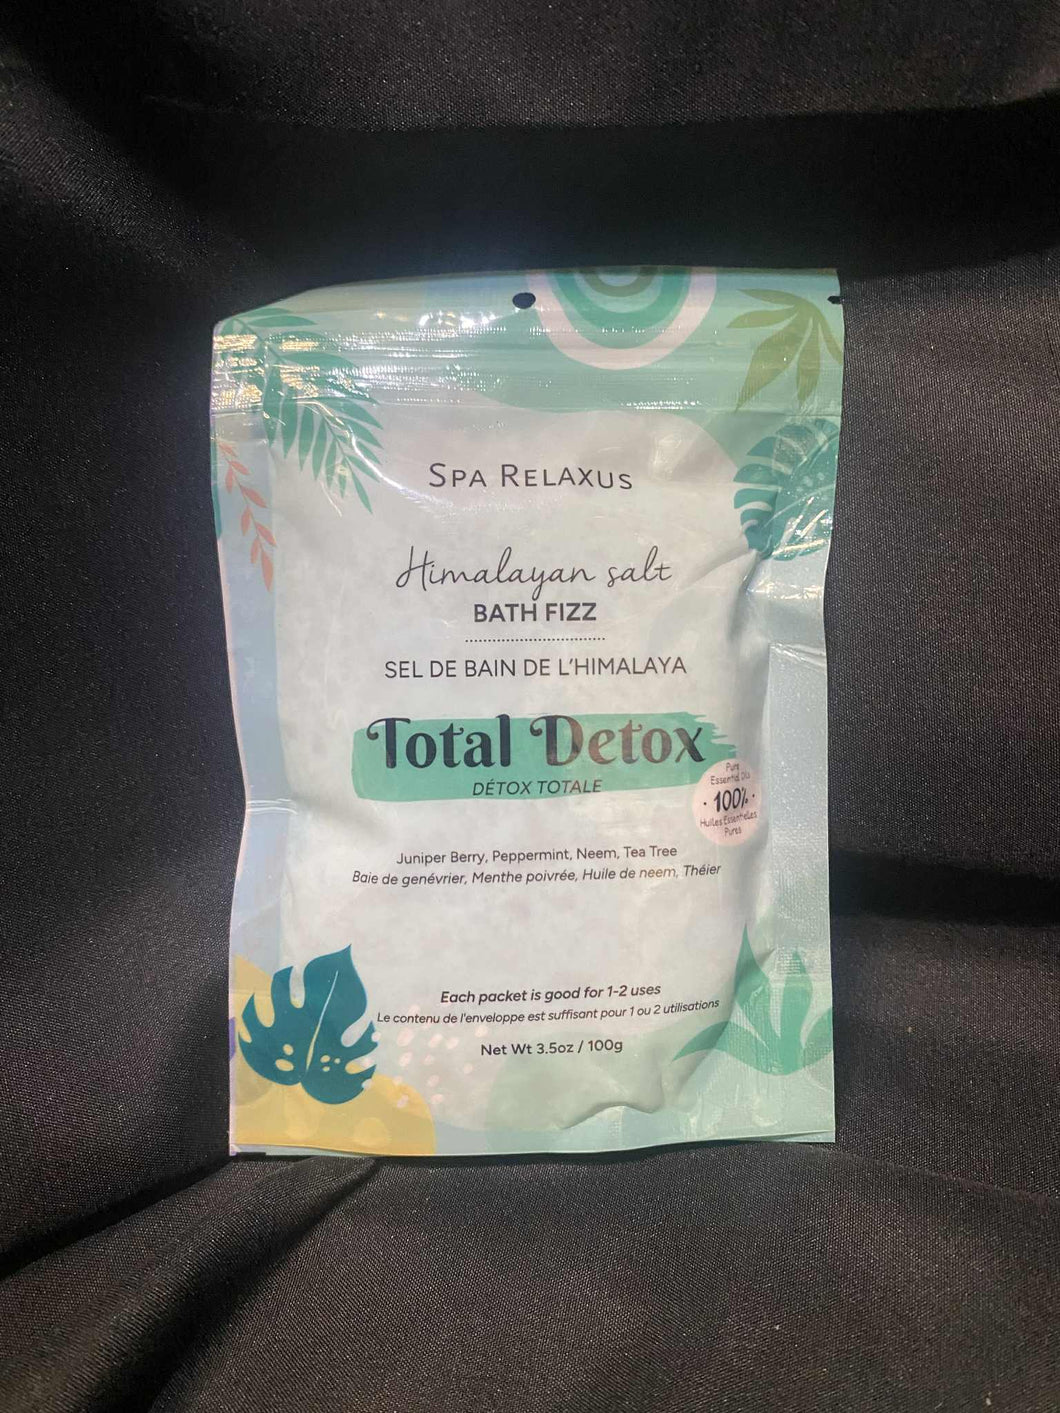 SPA RELAXUS
Himalayan salt
BATH FIZZ
SEL DE BAIN DE L'HIMALAYA
Total Detox
DÉTOX TOTALE
Pure
Essential Oils
• 100% •
Huiles Essentielles
Pures
Juniper Berry, Peppermint, Neem, Tea Tree
Baie de genévrier, Menthe poivrée, Huile de neem, Théier
Each packet is good for 1-2 uses
Le contenu de l'enveloppe est suffisant pour 1 ou 2 utilisations
Net Wt 3.5oz / 100g